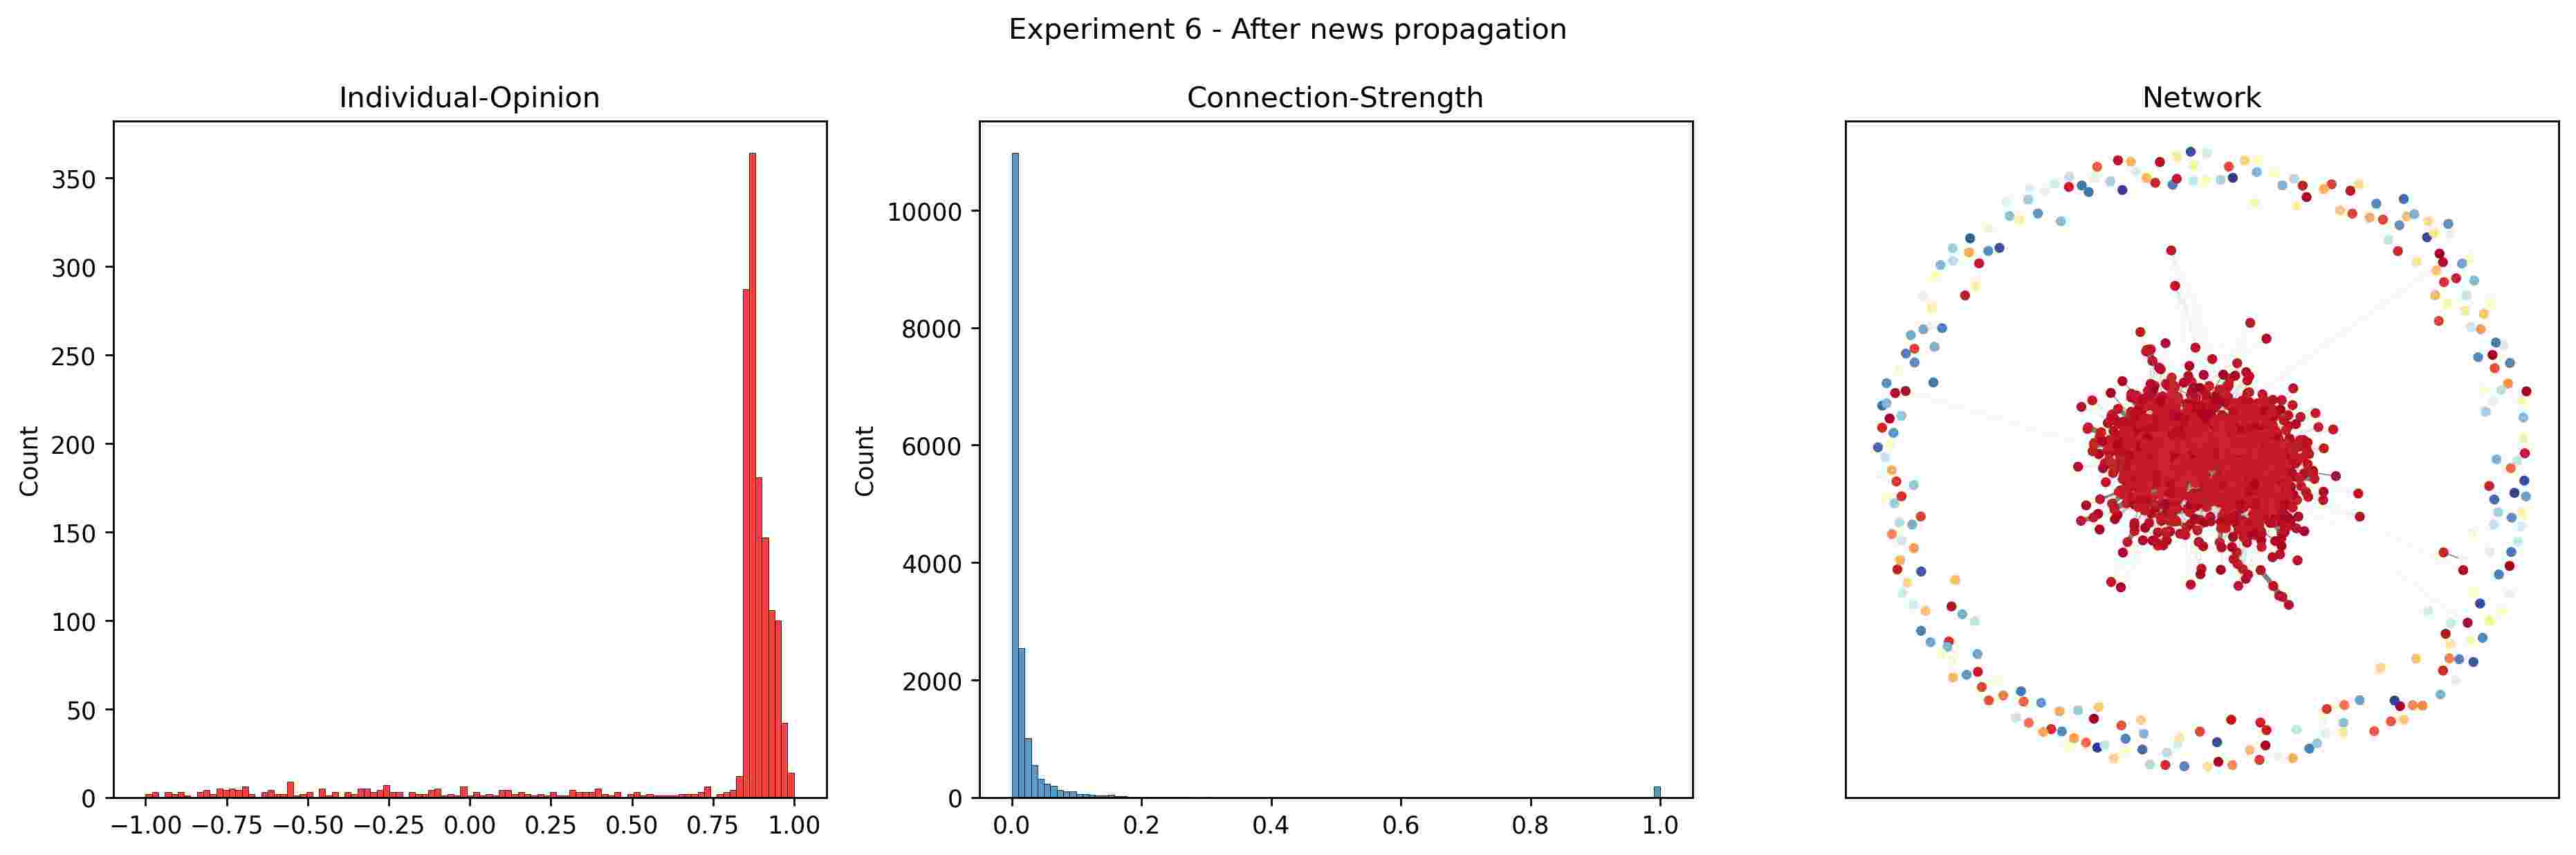 Experiment 6 - After news propagation
Individual-Opinion
Count
350
300
250
200
150
100
50
0
−1.00 −0.75 −0.50 −0.25 0.00 0.25 0.50 0.75 1.00
Connection-Strength
Count
10000
8000
6000
4000
2000
0
0.0 0.2 0.4 0.6 0.8 1.0
Network